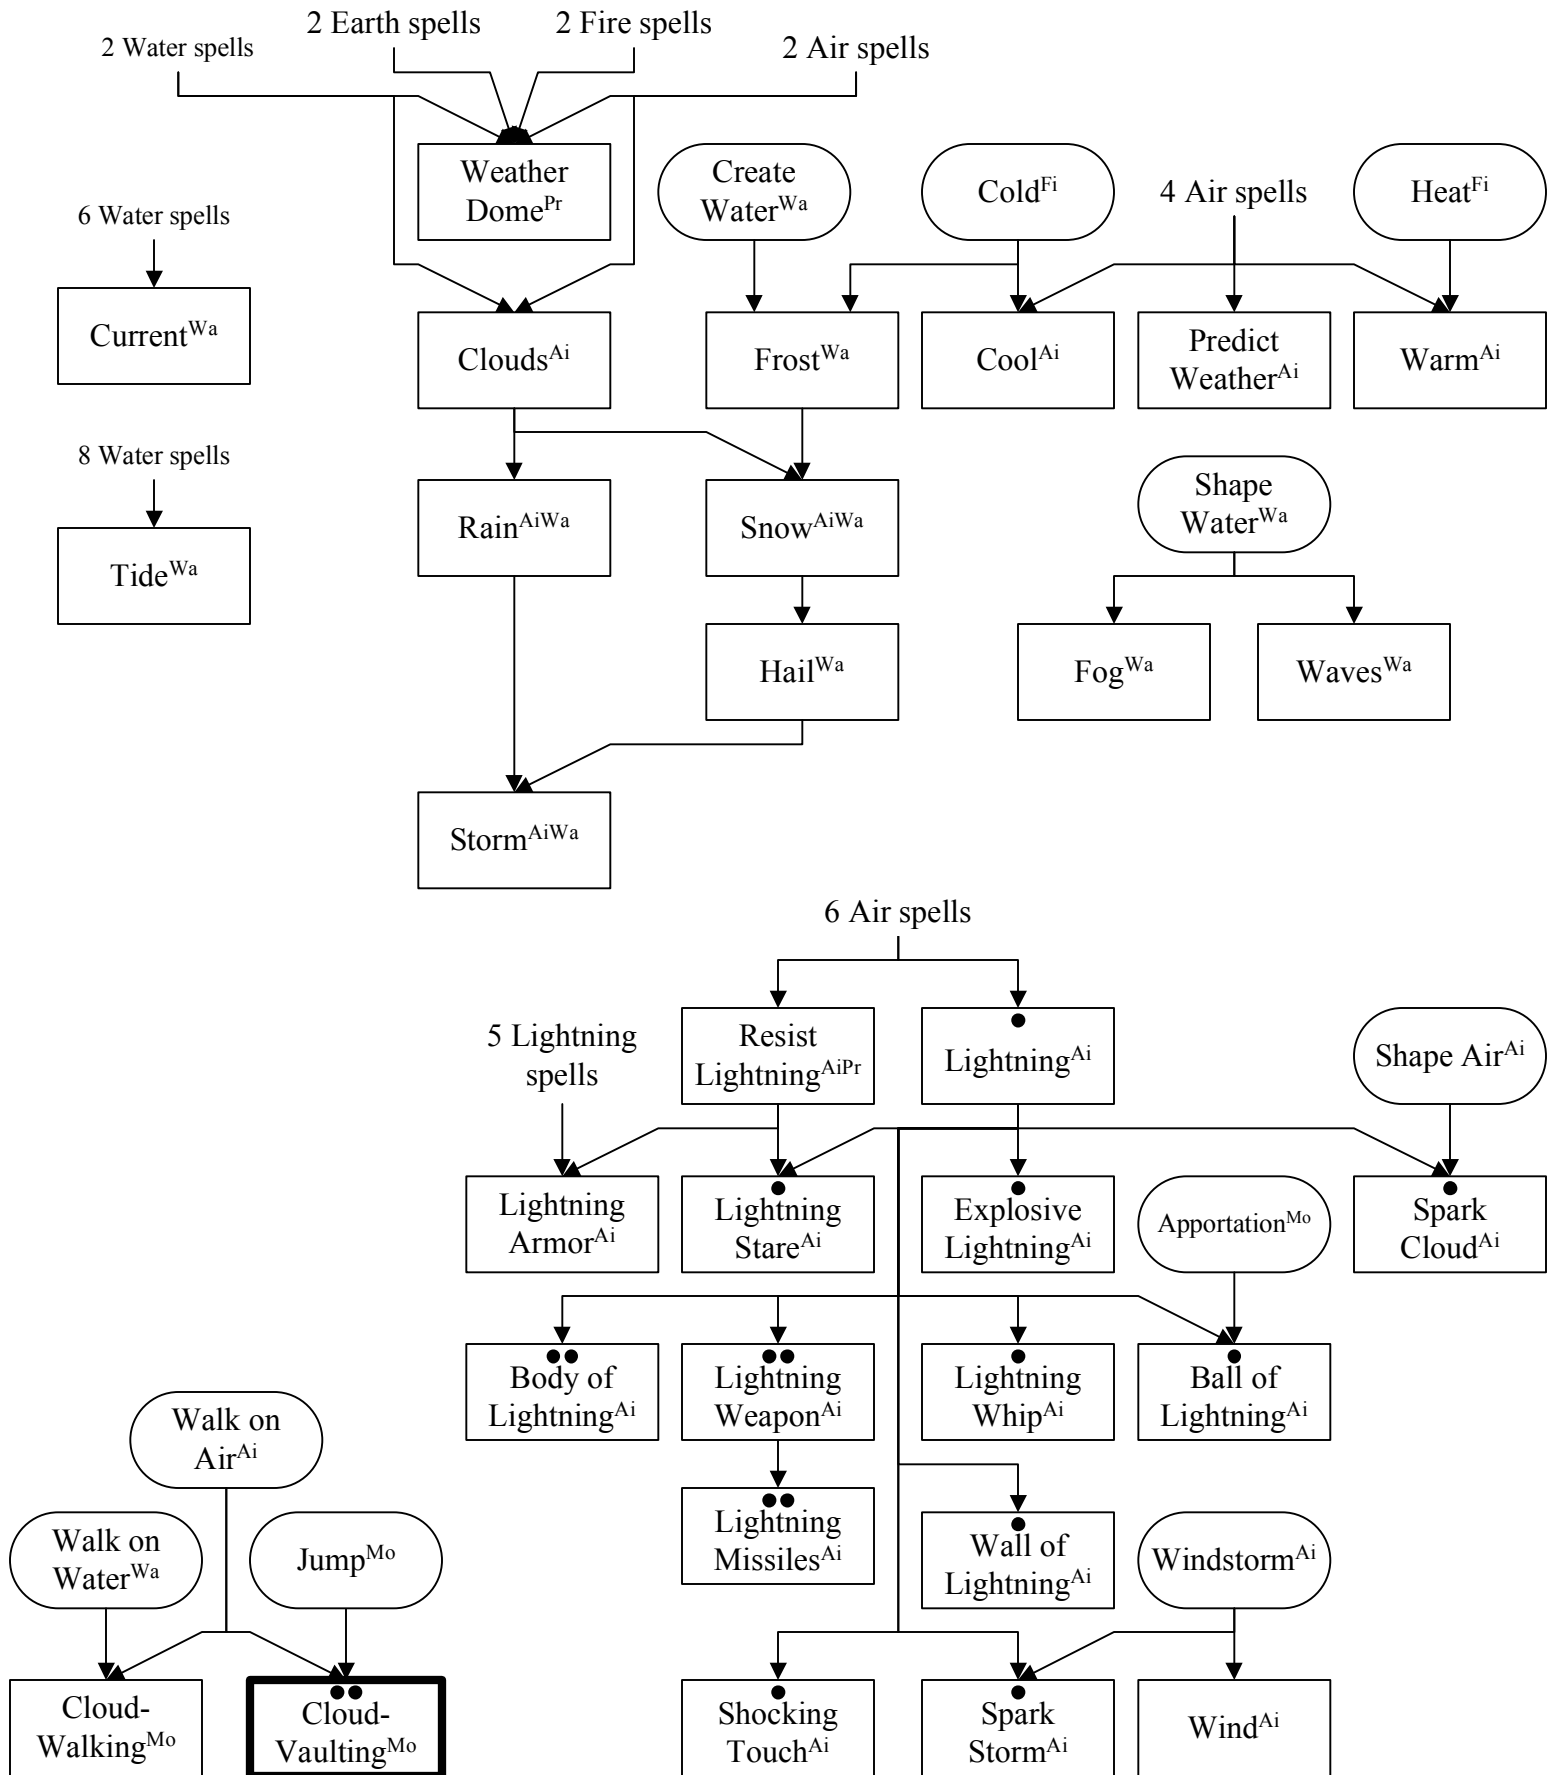 2 Water spells
2 Earth spells
2 Fire spells
2 Air spells
Weather
Dome^Pr
Create
Water^Wa
Cold^Fi
4 Air spells
Heat^Fi
6 Water spells
Current^Wa
Clouds^Ai
Frost^Wa
Cool^Ai
Predict
Weather^Ai
Warm^Ai
8 Water spells
Tide^Wa
Rain^AiWa
Snow^AiWa
Shape
Water^Wa
Hail^Wa
Fog^Wa
Waves^Wa
Storm^AiWa
6 Air spells
5 Lightning
spells
Resist
Lightning^AiPr
Lightning^Ai
Shape Air^Ai
Lightning
Armor^Ai
Lightning
Stare^Ai
Explosive
Lightning^Ai
Apportation^Mo
Spark
Cloud^Ai
Body of
Lightning^Ai
Lightning
Weapon^Ai
Lightning
Whip^Ai
Ball of
Lightning^Ai
Walk on
Air^Ai
Walk on
Water^Wa
Jump^Mo
Lightning
Missiles^Ai
Wall of
Lightning^Ai
Windstorm^Ai
Cloud-
Walking^Mo
Cloud-
Vaulting^Mo
Shocking
Touch^Ai
Spark
Storm^Ai
Wind^Ai